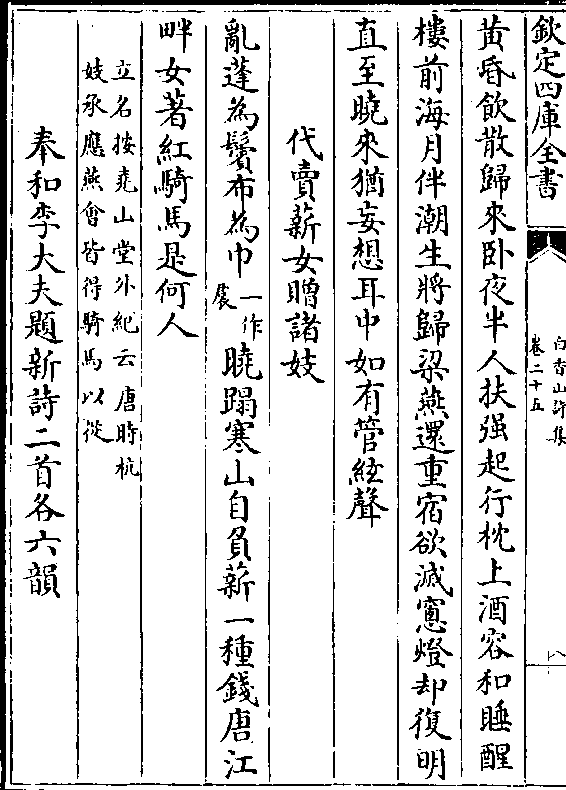 欽定四庫全書
白香山詩集
卷二十五
八
黄昏飲散歸來卧夜半人扶强起行枕上酒容和睡醒
樓前海月伴潮生將歸梁燕還重宿欲滅窻燈却復明
直至曉來猶妄想耳中如有管絃聲
代賣薪女贈諸妓
亂蓬為鬢布為巾一作展曉蹋寒山自負薪一種錢唐江
畔女著紅騎馬是何人
立名按堯山堂外紀云唐時杭
妓承應燕會皆得騎馬以從
奉和李大夫題新詩二首各六韻